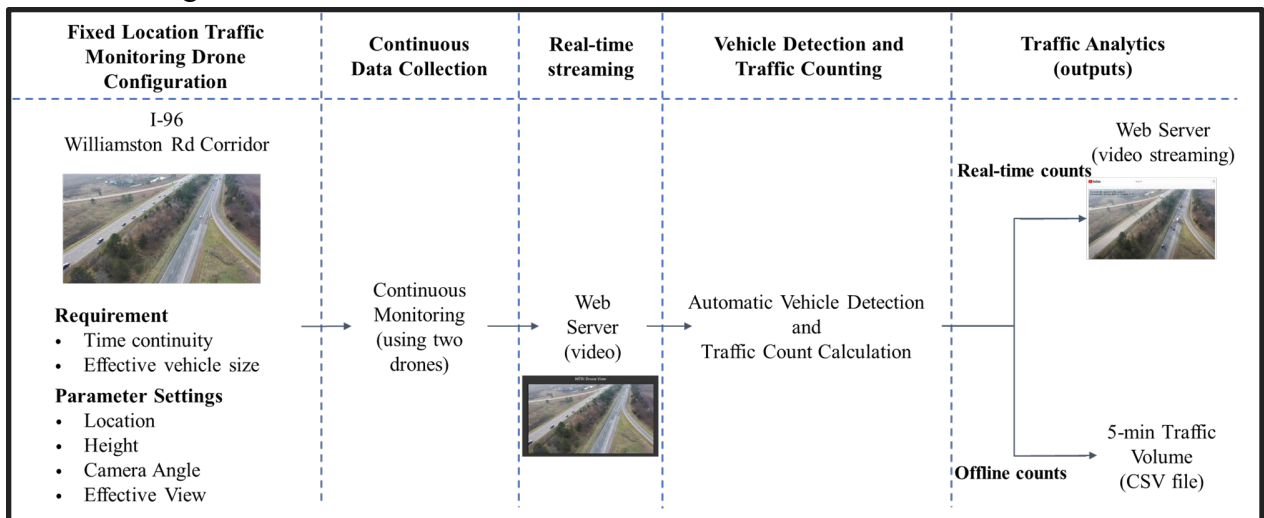 Fixed Location Traffic
Monitoring Drone
Configuration
Continuous
Data Collection
Real-time
streaming
Vehicle Detection and
Traffic Counting
Traffic Analytics
(outputs)
I-96
Williamston Rd Corridor
Requirement
• Time continuity
• Effective vehicle size
Parameter Settings
• Location
• Height
• Camera Angle
• Effective View
Continuous
Monitoring
(using two
drones)
Web
Server
(video)
MTRI Drone View
Automatic Vehicle Detection
and
Traffic Count Calculation
Web Server
(video streaming)
Real-time counts
5-min Traffic
Volume
(CSV file)
Offline counts